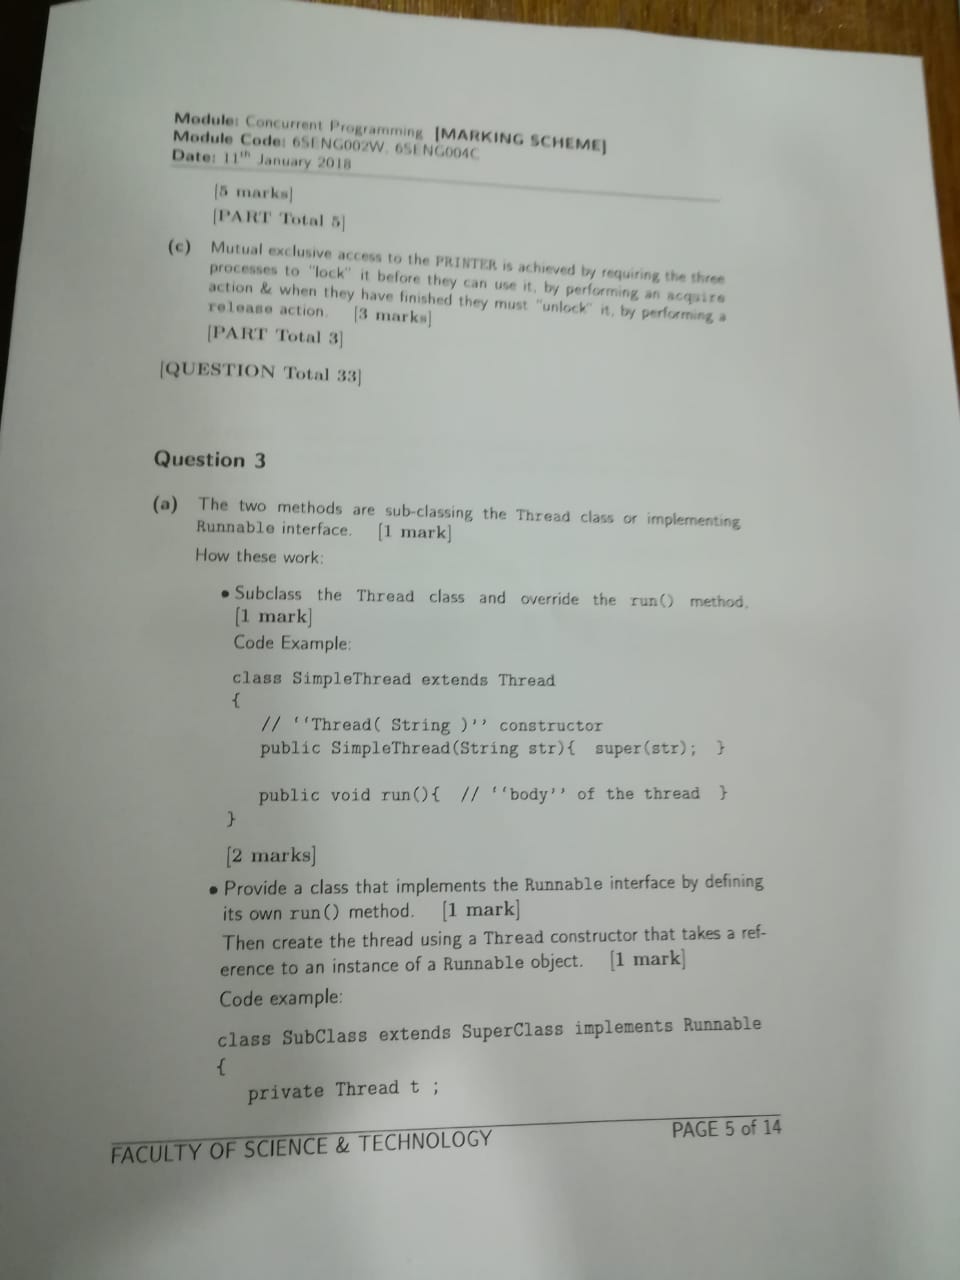 Module: Concurrent Programming [MARKING SCHEME]
Module Code: 6SENG002W, 6SENG004C
Date: 11th January 2018
[5 marks]
[PART Total 5]
(c) Mutual exclusive access to the PRINTER is achieved by requiring the three
processes to "lock" it before they can use it, by performing an acquire
action & when they have finished they must "unlock" it, by performing a
release action. [3 marks]
[PART Total 3]
[QUESTION Total 33]
Question 3
(a) The two methods are sub-classing the Thread class or implementing
Runnable interface. [1 mark]
How these work:
• Subclass the Thread class and override the run() method.
[1 mark]
Code Example:
class SimpleThread extends Thread
{
// ‘‘Thread( String )’’ constructor
public SimpleThread(String str){ super(str); }
public void run(){ // ‘‘body’’ of the thread }
}
[2 marks]
• Provide a class that implements the Runnable interface by defining
its own run() method. [1 mark]
Then create the thread using a Thread constructor that takes a ref-
erence to an instance of a Runnable object. [1 mark]
Code example:
class SubClass extends SuperClass implements Runnable
{
private Thread t ;
FACULTY OF SCIENCE & TECHNOLOGY PAGE 5 of 14